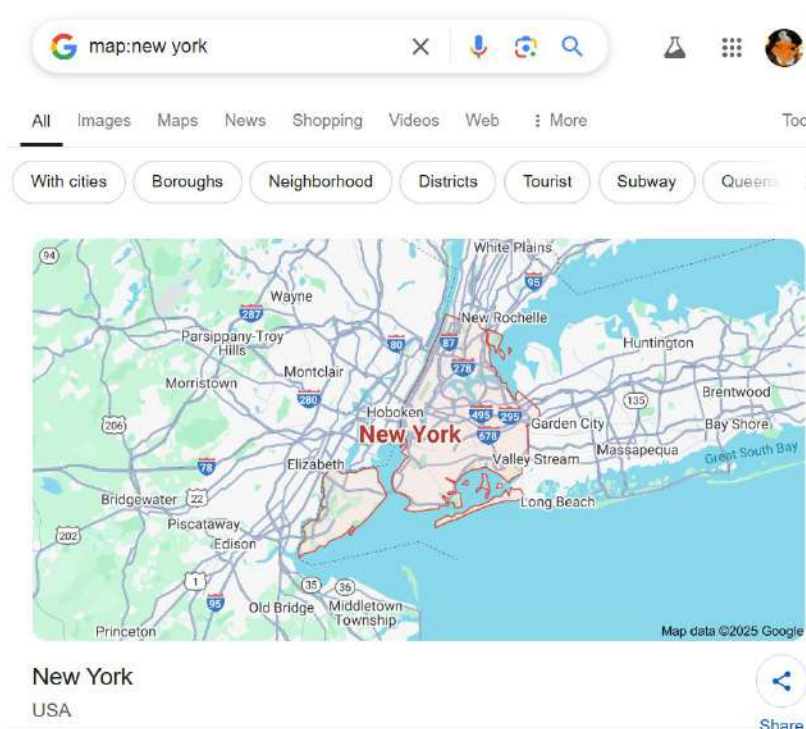 map:new york
All Images Maps News Shopping Videos Web More Too
With cities Boroughs Neighborhood Districts Tourist Subway Queens
94
White Plains
95
Wayne
287
New Rochelle
Parsippany-Troy
Hills
80
87
Huntington
278
Montclair
Morristown
280
Brentwood
135
Hoboken
495 295
206
Garden City
Bay Shore
New York
678
Massapequa
Great South Bay
78
Elizabeth
Valley Stream
Bridgewater 22
Long Beach
Piscataway
202
Edison
1
35 36
95
Old Bridge
Middletown
Township
Princeton
Map data ©2025 Google
New York
USA
Share